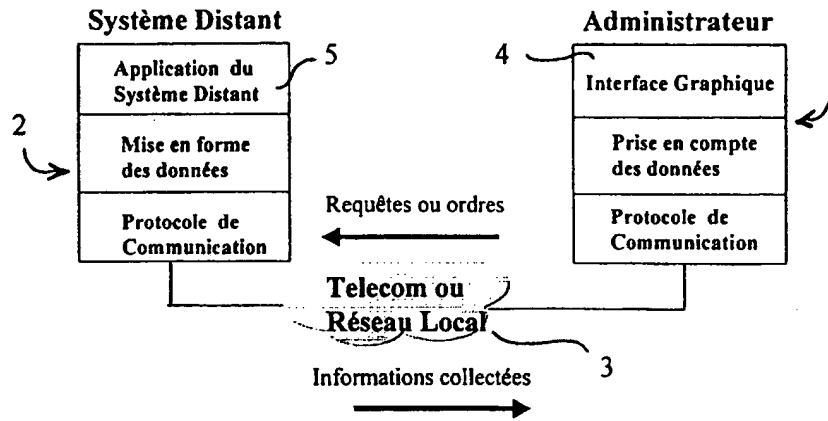 Système Distant
Administrateur
Application du
Système Distant
5
4
Interface Graphique
2
Mise en forme
des données
Prise en compte
des données
Protocole de
Communication
Requêtes ou ordres
Protocole de
Communication
Telecom ou
Réseau Local
3
Informations collectées